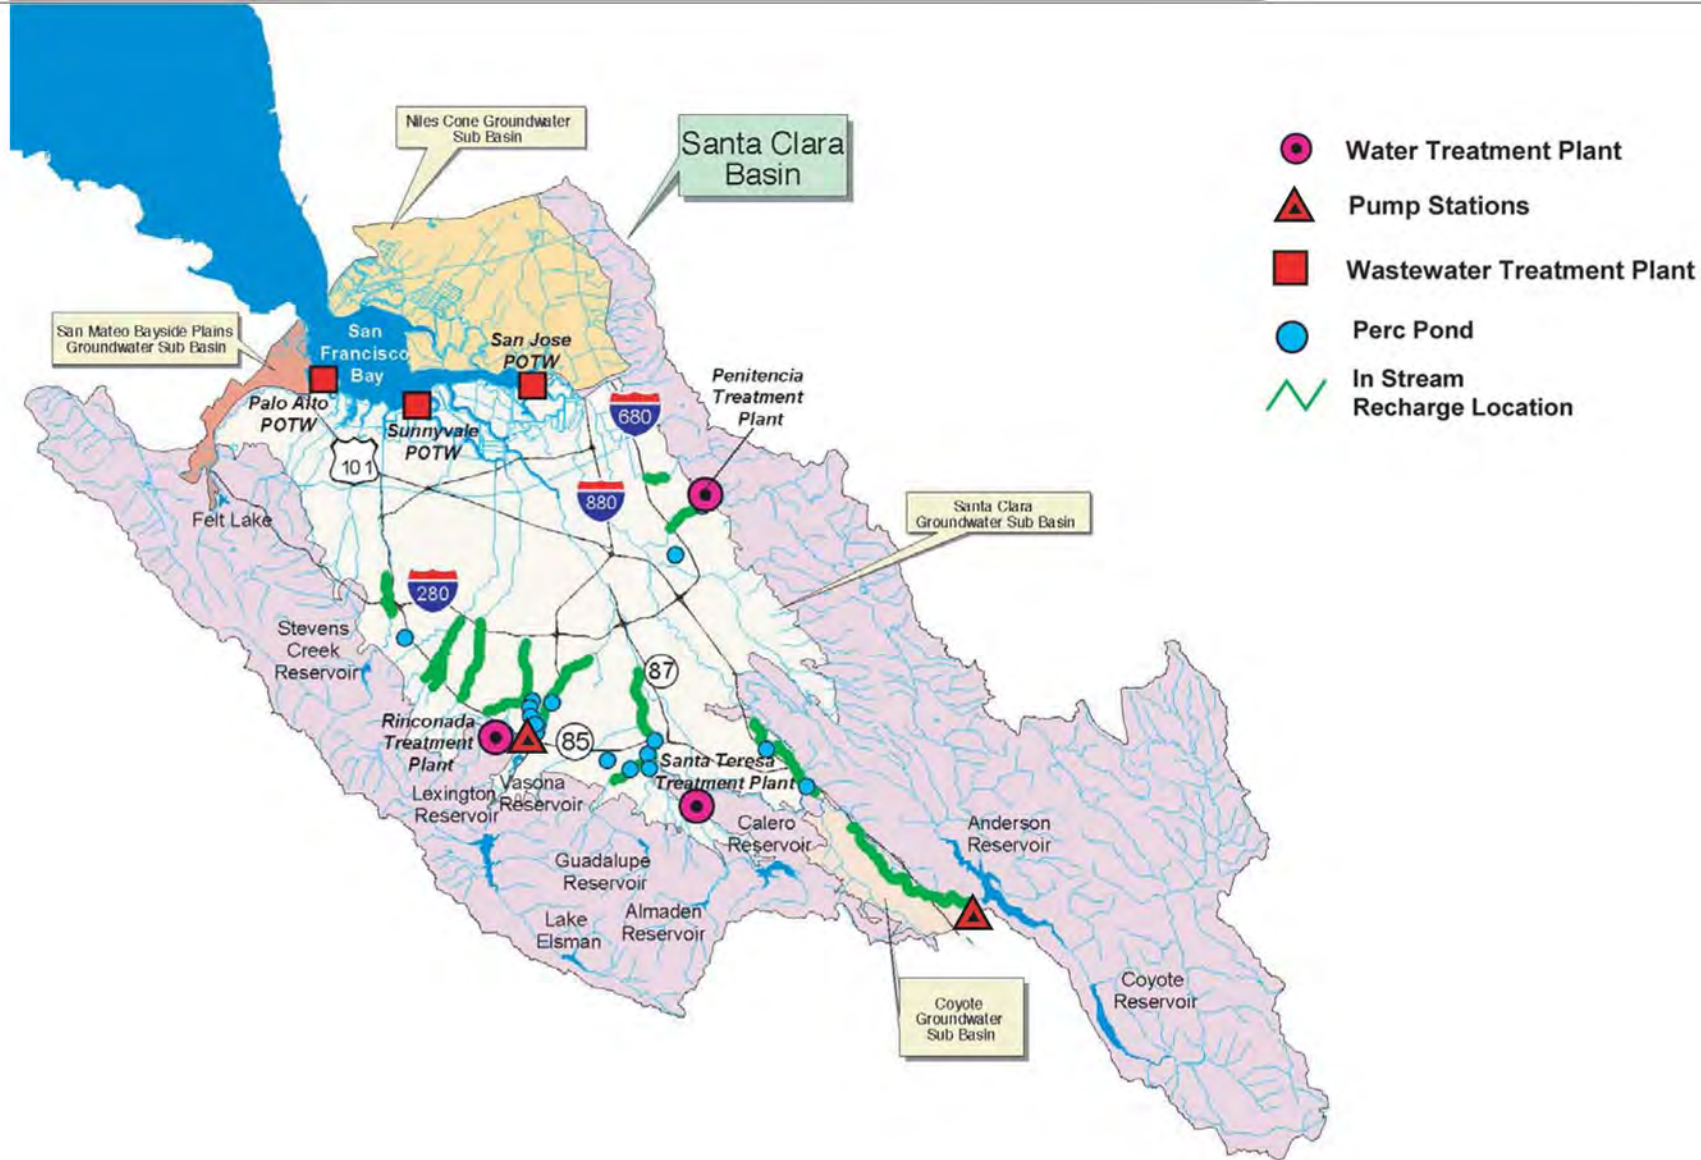 Niles Cone Groundwater
Sub Basin
Santa Clara
Basin
Water Treatment Plant
Pump Stations
Wastewater Treatment Plant
Perc Pond
In Stream
Recharge Location
San Mateo Bayside Plains
Groundwater Sub Basin
San
Francisco
Bay
San Jose
POTW
Palo Alto
POTW
Sunnyvale
POTW
Penitencia
Treatment
Plant
680
101
880
Felt Lake
Santa Clara
Groundwater Sub Basin
280
Stevens
Creek
Reservoir
87
Rinconada
Treatment
Plant
85
Santa Teresa
Treatment Plant
Vasona
Reservoir
Lexington
Reservoir
Calero
Reservoir
Anderson
Reservoir
Guadalupe
Reservoir
Lake
Elsman
Almaden
Reservoir
Coyote
Reservoir
Coyote
Groundwater
Sub Basin